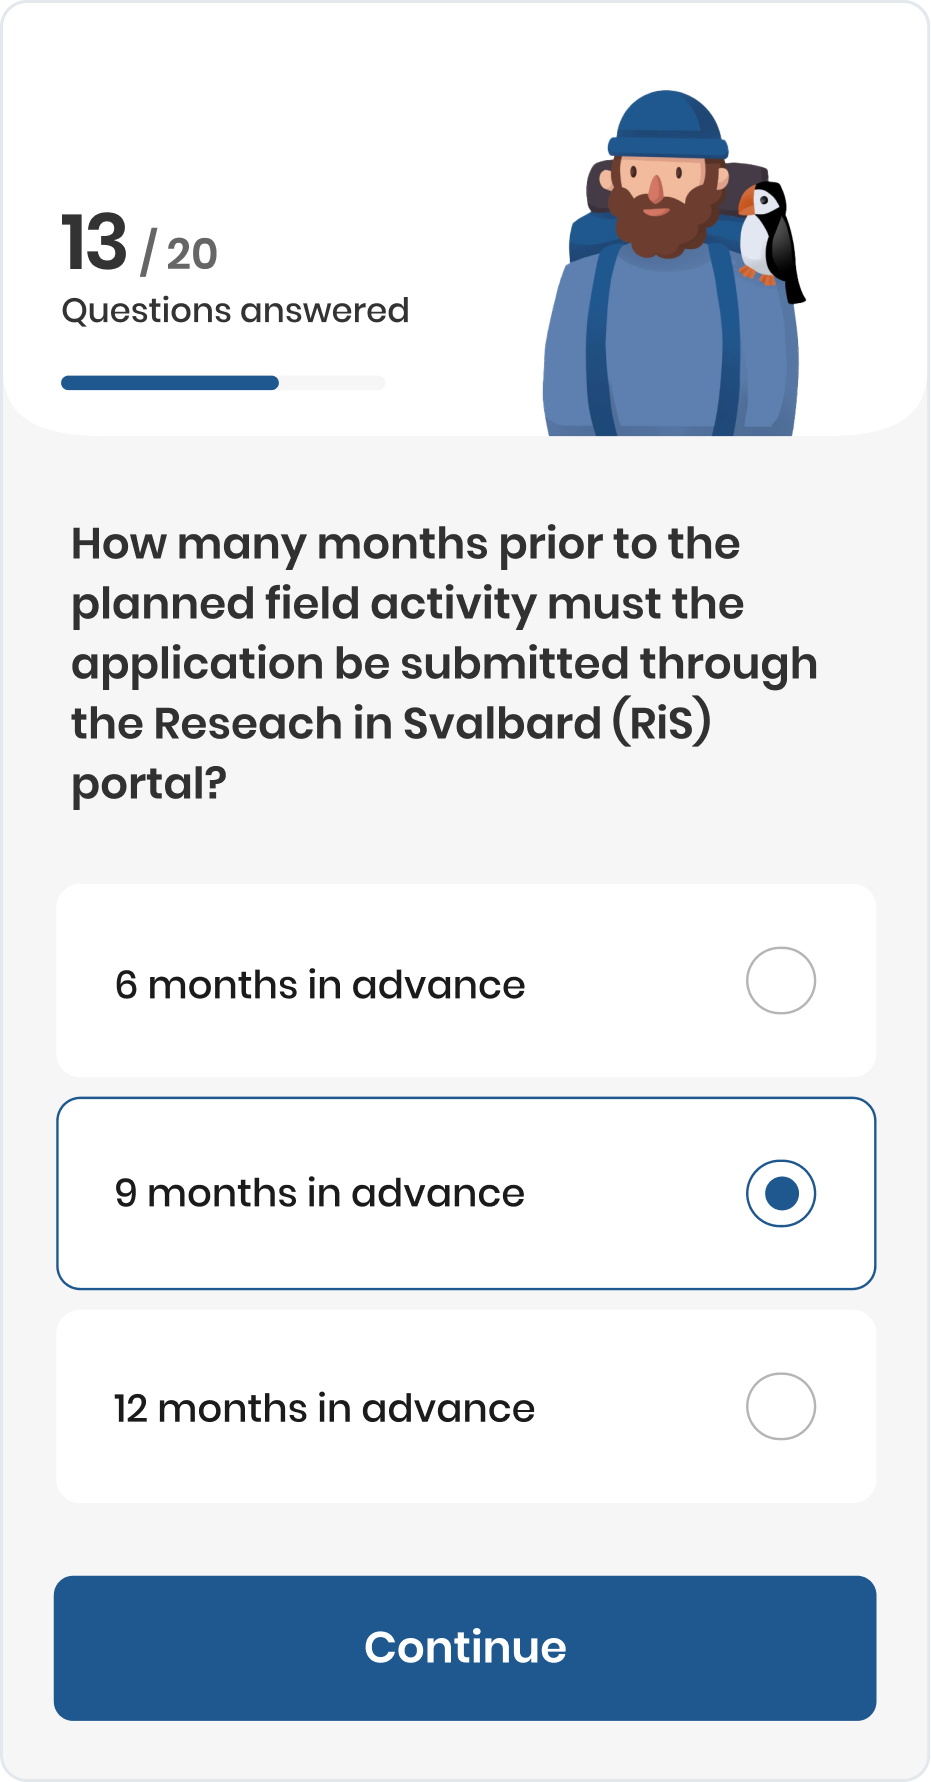 13 / 20
Questions answered
How many months prior to the
planned field activity must the
application be submitted through
the Reseach in Svalbard (RiS)
portal?
6 months in advance
9 months in advance
12 months in advance
Continue